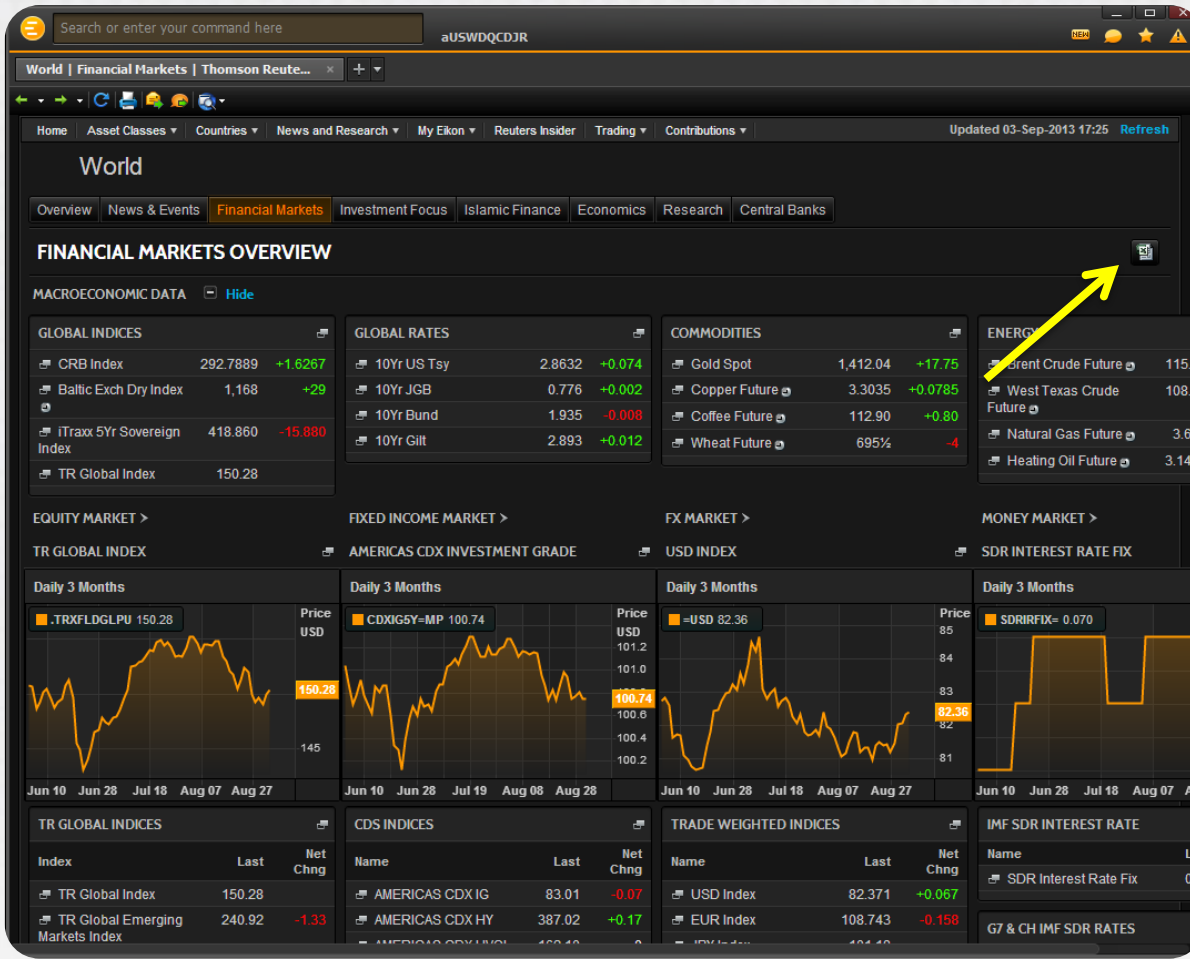 Search or enter your command here
aUSWDQCDJR
NEW
World | Financial Markets | Thomson Reute...
Home Asset Classes Countries News and Research My Eikon Reuters Insider Trading Contributions Updated 03-Sep-2013 17:25 Refresh
World
Overview News & Events Financial Markets Investment Focus Islamic Finance Economics Research Central Banks
FINANCIAL MARKETS OVERVIEW
MACROECONOMIC DATA Hide
GLOBAL INDICES
CRB Index 292.7889 +1.6267
Baltic Exch Dry Index 1,168 +29
iTraxx 5Yr Sovereign Index 418.860 -15.880
TR Global Index 150.28
GLOBAL RATES
10Yr US Tsy 2.8632 +0.074
10Yr JGB 0.776 +0.002
10Yr Bund 1.935 -0.008
10Yr Gilt 2.893 +0.012
COMMODITIES
Gold Spot 1,412.04 +17.75
Copper Future 3.3035 +0.0785
Coffee Future 112.90 +0.80
Wheat Future 695½ -4
ENERGY
Brent Crude Future 115.
West Texas Crude Future 108.
Natural Gas Future 3.6
Heating Oil Future 3.14
EQUITY MARKET > FIXED INCOME MARKET > FX MARKET > MONEY MARKET >
TR GLOBAL INDEX
Daily 3 Months
.TRXFLDGLPU 150.28
Price
USD
150.28
145
Jun 10 Jun 28 Jul 18 Aug 07 Aug 27
AMERICAS CDX INVESTMENT GRADE
Daily 3 Months
CDXIG5Y=MP 100.74
Price
USD
101.2
101.0
100.74
100.6
100.4
100.2
Jun 10 Jun 28 Jul 19 Aug 08 Aug 28
USD INDEX
Daily 3 Months
=USD 82.36
Price
85
84
83
82.36
82
81
Jun 10 Jun 28 Jul 18 Aug 07 Aug 27
SDR INTEREST RATE FIX
Daily 3 Months
SDRIRFIX= 0.070
Jun 10 Jun 28 Jul 18 Aug 07
TR GLOBAL INDICES
Index Last Net Chng
TR Global Index 150.28
TR Global Emerging Markets Index 240.92 -1.33
CDS INDICES
Name Last Net Chng
AMERICAS CDX IG 83.01 -0.07
AMERICAS CDX HY 387.02 +0.17
TRADE WEIGHTED INDICES
Name Last Net Chng
USD Index 82.371 +0.067
EUR Index 108.743 -0.158
IMF SDR INTEREST RATE
Name L
SDR Interest Rate Fix 0
G7 & CH IMF SDR RATES